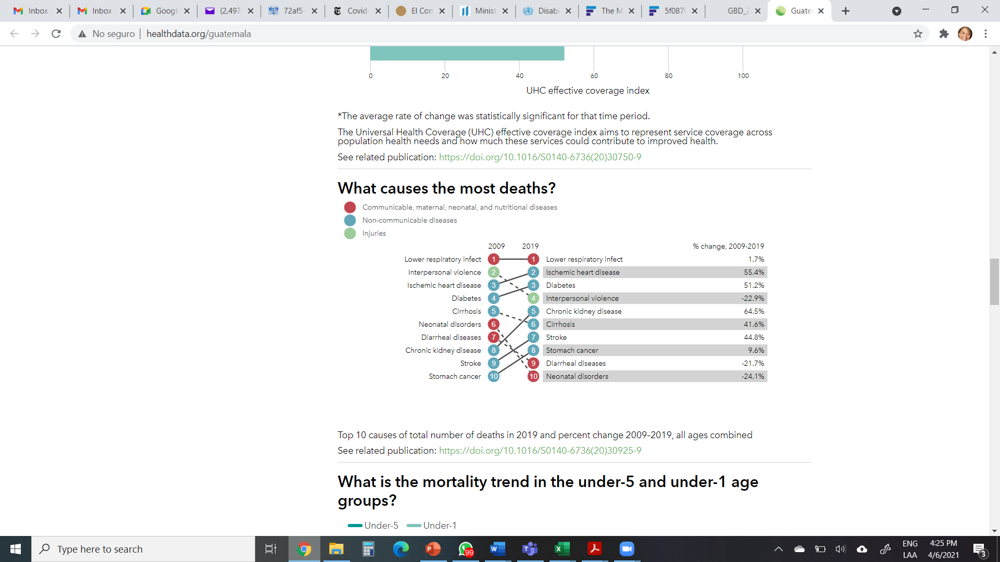 Inbox
Inbox
Googl
(2,497
72af5-
Covid-
El Com
Minist
Disabi
The M
5f087(
GBD_2
Guate
No seguro | healthdata.org/guatemala
0 20 40 60 80 100
UHC effective coverage index
*The average rate of change was statistically significant for that time period.
The Universal Health Coverage (UHC) effective coverage index aims to represent service coverage across
population health needs and how much these services could contribute to improved health.
See related publication: https://doi.org/10.1016/S0140-6736(20)30750-9
What causes the most deaths?
Communicable, maternal, neonatal, and nutritional diseases
Non-communicable diseases
Injuries
2009 2019 % change, 2009-2019
Lower respiratory infect 1 1 Lower respiratory infect 1.7%
Interpersonal violence 2 2 Ischemic heart disease 55.4%
Ischemic heart disease 3 3 Diabetes 51.2%
Diabetes 4 4 Interpersonal violence -22.9%
Cirrhosis 5 5 Chronic kidney disease 64.5%
Neonatal disorders 6 6 Cirrhosis 41.6%
Diarrheal diseases 7 7 Stroke 44.8%
Chronic kidney disease 8 8 Stomach cancer 9.6%
Stroke 9 9 Diarrheal diseases -21.7%
Stomach cancer 10 10 Neonatal disorders -24.1%
Top 10 causes of total number of deaths in 2019 and percent change 2009–2019, all ages combined
See related publication: https://doi.org/10.1016/S0140-6736(20)30925-9
What is the mortality trend in the under-5 and under-1 age
groups?
Under-5 Under-1
Type here to search
99
ENG
LAA
4:25 PM
4/6/2021
3